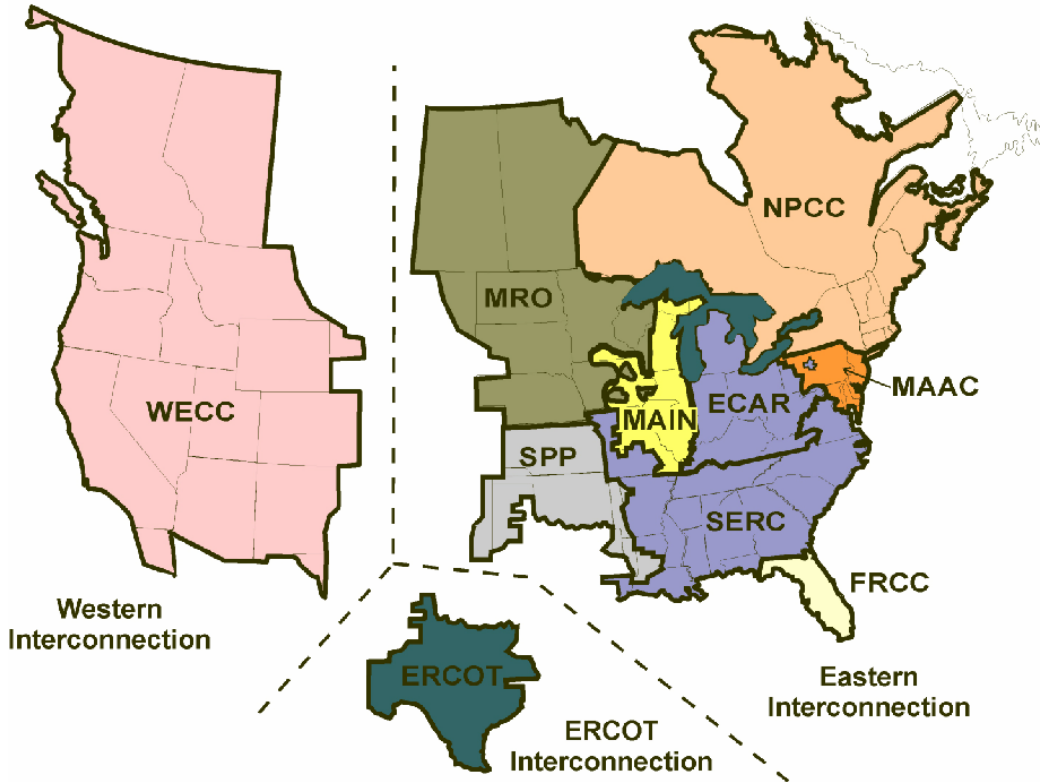 NPCC
MRO
MAAC
WECC
MAIN
ECAR
SPP
SERC
FRCC
Western
Interconnection
ERCOT
Eastern
Interconnection
ERCOT
Interconnection